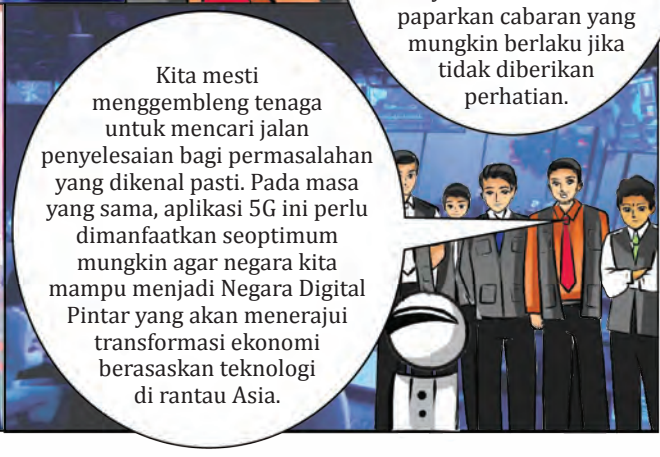 paparkan cabaran yang
mungkin berlaku jika
tidak diberikan
perhatian.
Kita mesti
menggembleng tenaga
untuk mencari jalan
penyelesaian bagi permasalahan
yang dikenal pasti. Pada masa
yang sama, aplikasi 5G ini perlu
dimanfaatkan seoptimum
mungkin agar negara kita
mampu menjadi Negara Digital
Pintar yang akan menerajui
transformasi ekonomi
berasaskan teknologi
di rantau Asia.